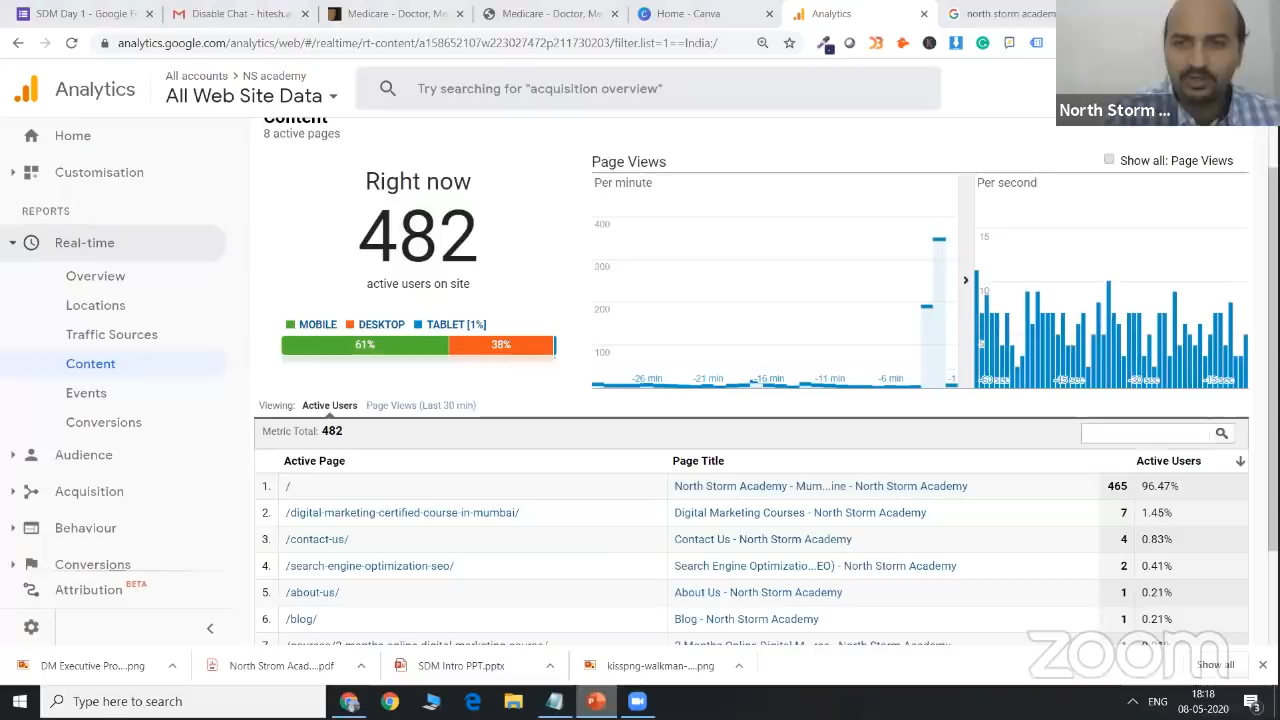 SDM - Google Forms
Disable Chat - hitesh.a
Medicare - Doctor, Me
Medicare - Doctor, Me
Home -
Analytics
north storm academ
analytics.google.com/analytics/web/#/realtime/rt-content/a158652107w223027472p211730203/filter.list=1==India;/
North Storm ...
Analytics
All accounts > NS academy
All Web Site Data
Try searching for "acquisition overview"
Home
Customisation
REPORTS
Real-time
Overview
Locations
Traffic Sources
Content
Events
Conversions
Audience
Acquisition
Behaviour
Conversions
Attribution BETA
Content
8 active pages
Right now
482
active users on site
MOBILE DESKTOP TABLET [1%]
61% 38%
Page Views
Show all: Page Views
Per minute
400
300
200
100
-26 min -21 min -16 min -11 min -6 min -1
Per second
15
10
5
-60 sec -45 sec -30 sec -15 sec
Viewing: Active Users Page Views (Last 30 min)
Metric Total: 482
Active Page Page Title Active Users
1. / North Storm Academy - Mum...ine - North Storm Academy 465 96.47%
2. /digital-marketing-certified-course-in-mumbai/ Digital Marketing Courses - North Storm Academy 7 1.45%
3. /contact-us/ Contact Us - North Storm Academy 4 0.83%
4. /search-engine-optimization-seo/ Search Engine Optimizatio...EO) - North Storm Academy 2 0.41%
5. /about-us/ About Us - North Storm Academy 1 0.21%
6. /blog/ Blog - North Storm Academy 1 0.21%
zoom
DM Executive Pro....png
North Strom Acad....pdf
SDM Intro PPT.pptx
kisspng-walkman-....png
Show all
Type here to search
ENG
18:18
08-05-2020
3